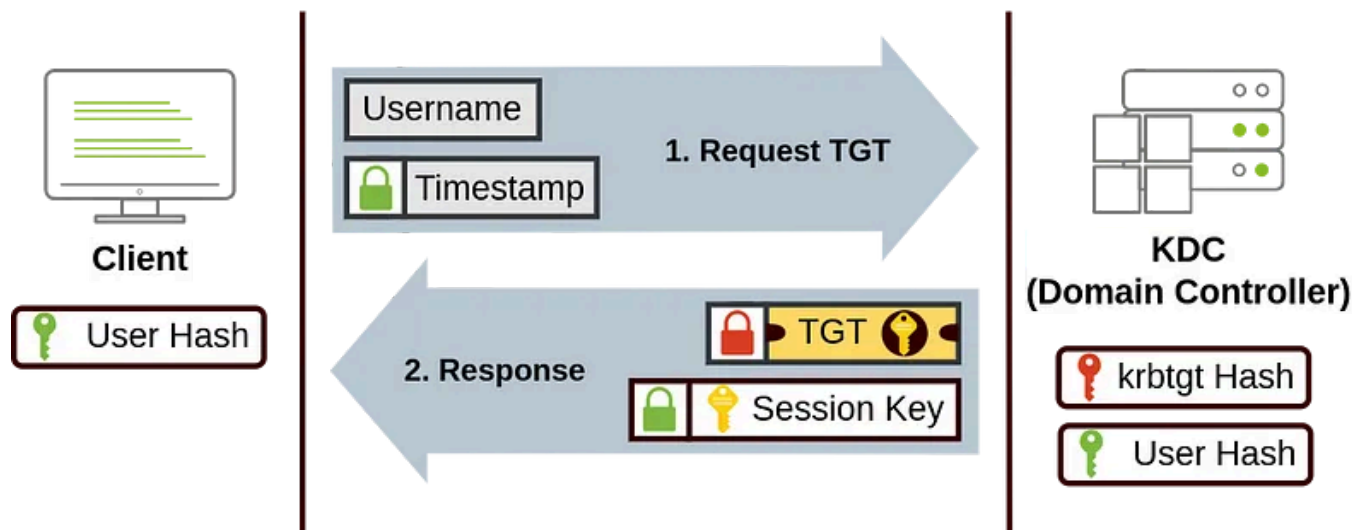 Username
1. Request TGT
Timestamp
Client
User Hash
KDC
(Domain Controller)
TGT
2. Response
Session Key
krbtgt Hash
User Hash